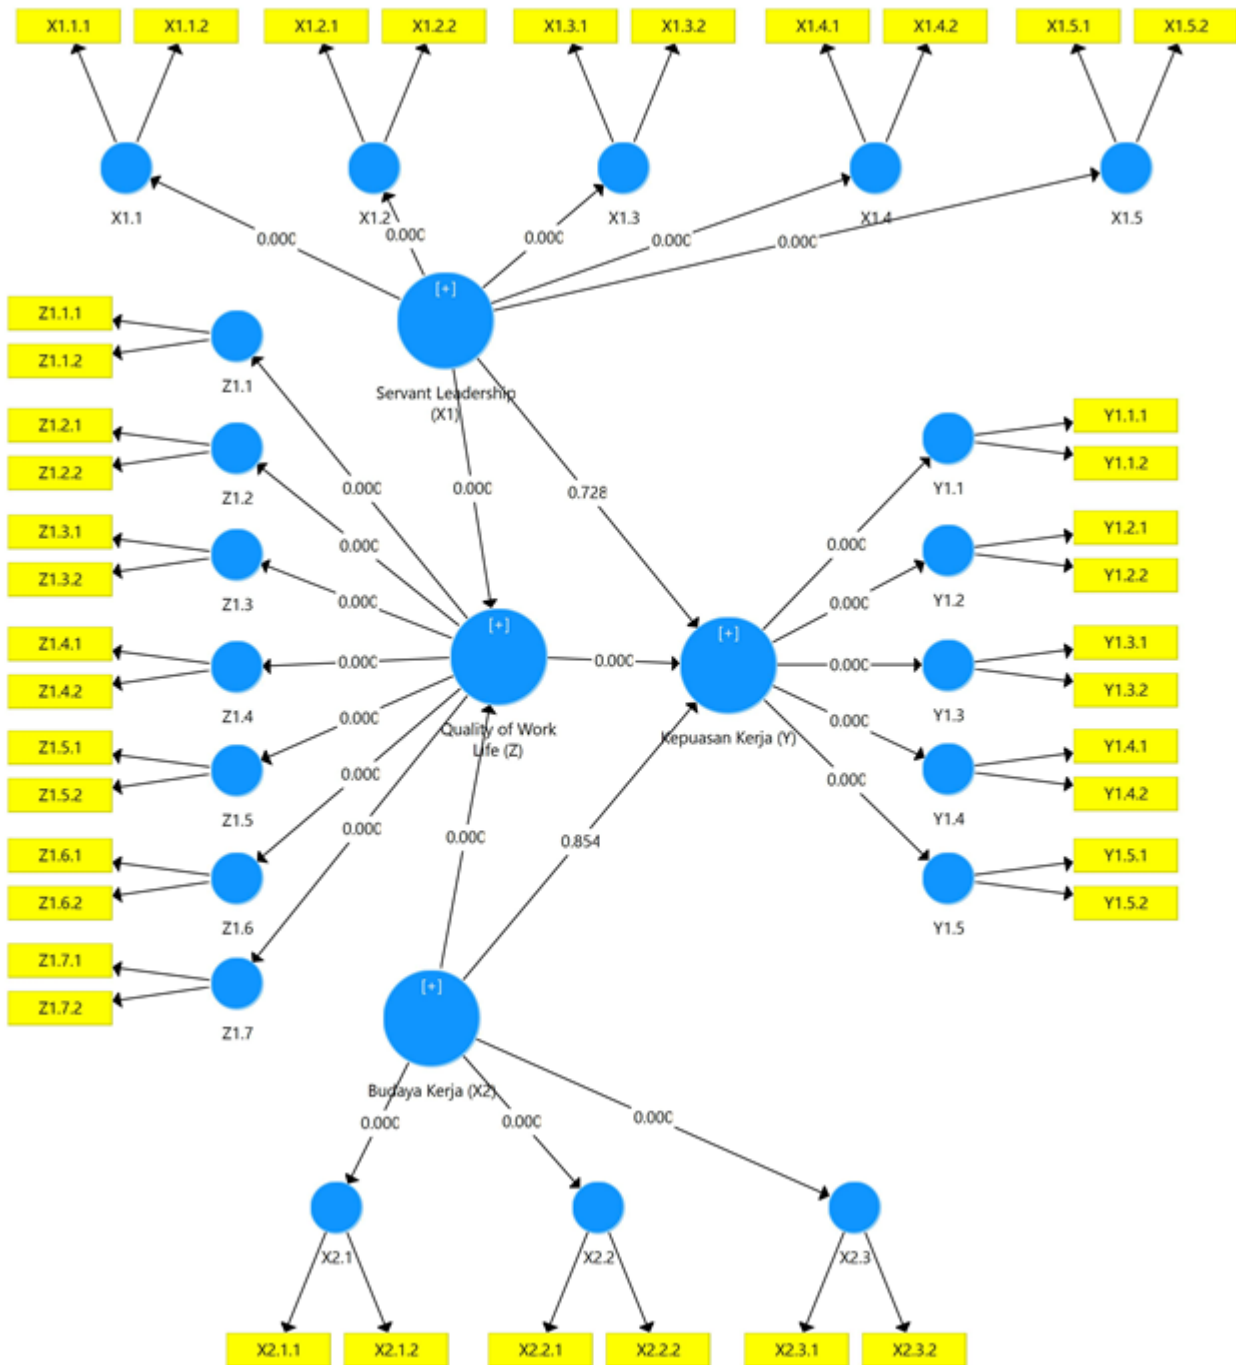 X1.1.1 X1.1.2 X1.2.1 X1.2.2 X1.3.1 X1.3.2 X1.4.1 X1.4.2 X1.5.1 X1.5.2
X1.1 X1.2 X1.3 X1.4 X1.5
0.000 0.000 0.000 0.000 0.000
[+]
Servant Leadership
(X1)
Z1.1.1
Z1.1.2
Z1.1
Z1.2.1
Z1.2.2
Z1.2
Z1.3.1
Z1.3.2
Z1.3
Z1.4.1
Z1.4.2
Z1.4
Z1.5.1
Z1.5.2
Z1.5
Z1.6.1
Z1.6.2
Z1.6
Z1.7.1
Z1.7.2
Z1.7
0.000
0.000
0.000
0.000
0.000
0.000
0.000
0.000
0.728
[+]
Quality of Work
Life (Z)
0.000
[+]
Kepuasan Kerja (Y)
0.000
0.854
0.000
0.000
0.000
0.000
0.000
Y1.1.1
Y1.1.2
Y1.1
Y1.2.1
Y1.2.2
Y1.2
Y1.3.1
Y1.3.2
Y1.3
Y1.4.1
Y1.4.2
Y1.4
Y1.5.1
Y1.5.2
Y1.5
[+]
Budaya Kerja (X2)
0.000 0.000 0.000
X2.1 X2.2 X2.3
X2.1.1 X2.1.2 X2.2.1 X2.2.2 X2.3.1 X2.3.2